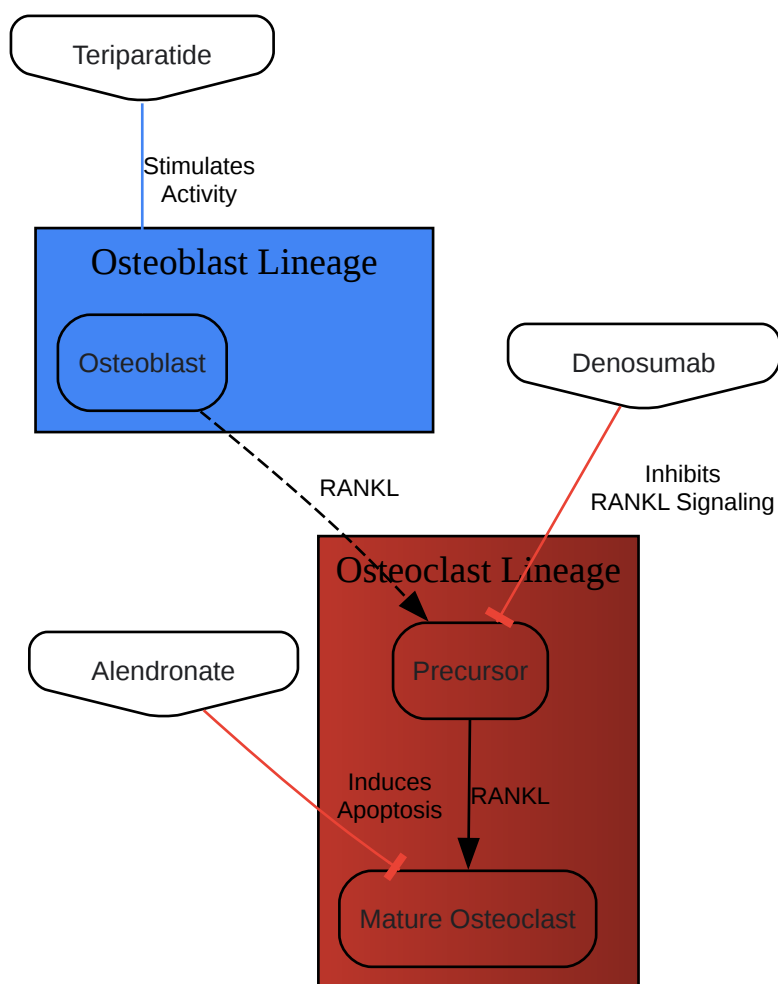 Teriparatide
Stimulates
Activity
Osteoblast Lineage
Osteoblast
Denosumab
RANKL
Inhibits
RANKL Signaling
Osteoclast Lineage
Alendronate
Precursor
Induces
Apoptosis
RANKL
Mature Osteoclast